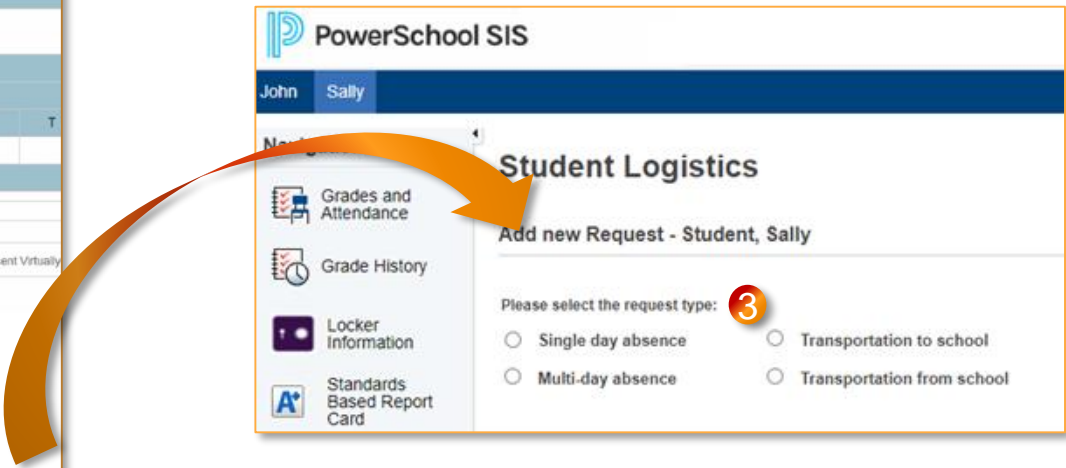 T
ent Virtually
PowerSchool SIS
John Sally
Student Logistics
Grades and
Attendance
Add new Request - Student, Sally
Grade History
Please select the request type: 3
Single day absence Transportation to school
Locker
Information
Multi-day absence Transportation from school
Standards
Based Report
Card